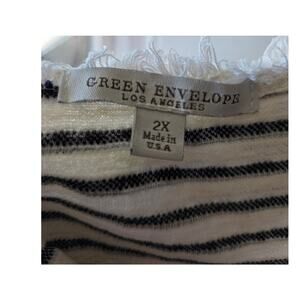 GREEN ENVELOPE
LOS ANGELES
2X
Made in
U.S.A